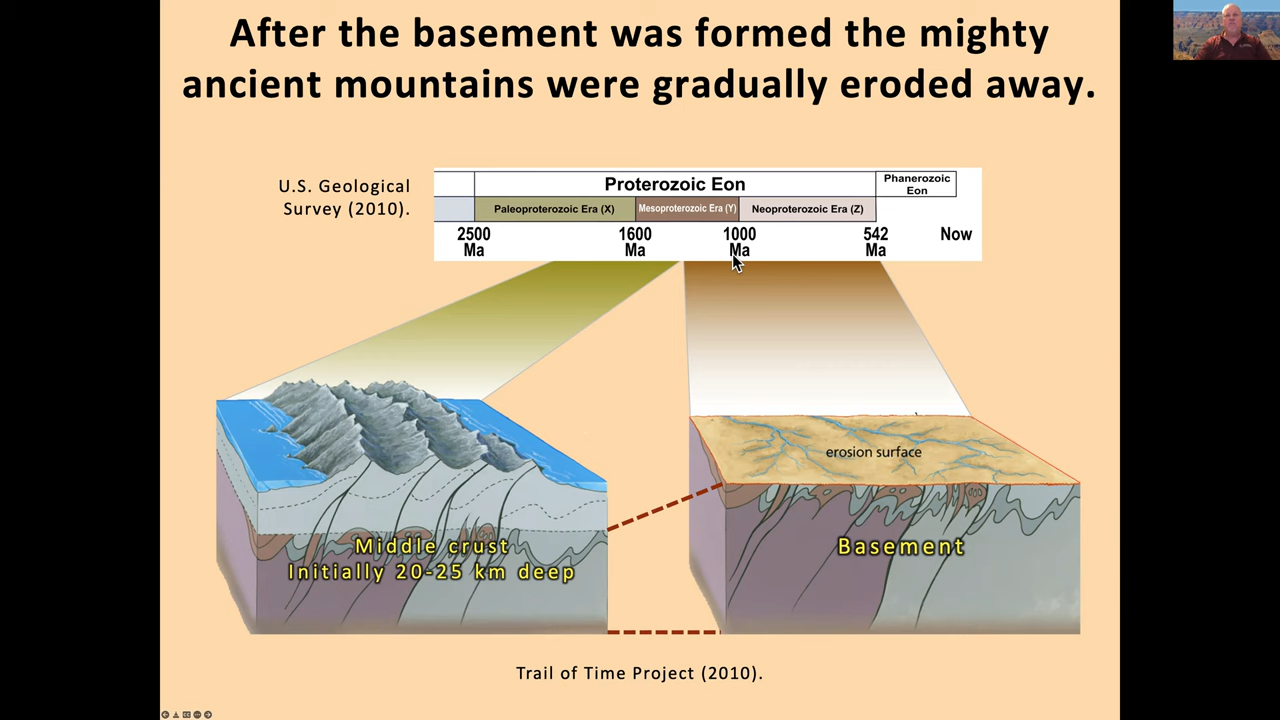 After the basement was formed the mighty
ancient mountains were gradually eroded away.
U.S. Geological
Survey (2010).
Proterozoic Eon
Phanerozoic
Eon
Paleoproterozoic Era (X)
Mesoproterozoic Era (Y)
Neoproterozoic Era (Z)
2500
Ma
1600
Ma
1000
Ma
542
Ma
Now
erosion surface
Middle crust
Initially 20-25 km deep
Basement
Trail of Time Project (2010).